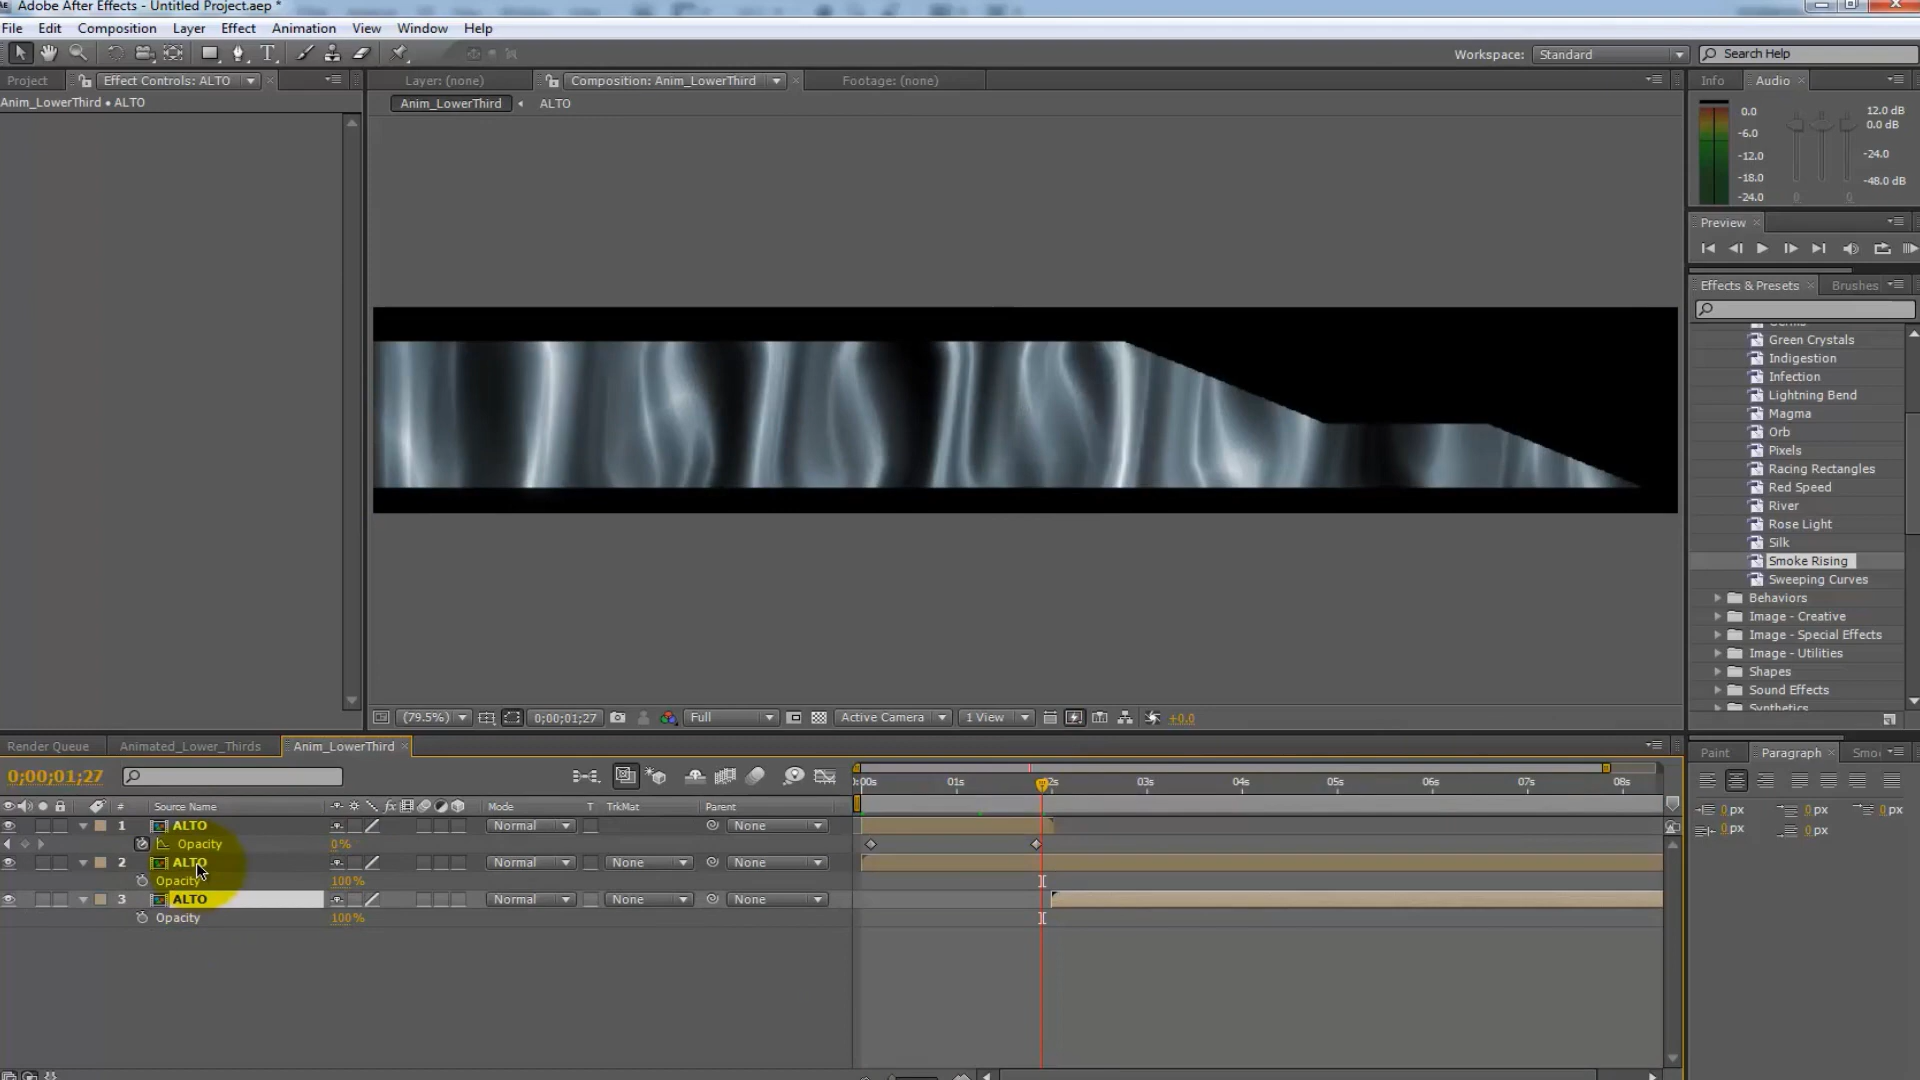 Adobe After Effects - Untitled Project.aep *
File Edit Composition Layer Effect Animation View Window Help
Workspace: Standard Search Help
Project Effect Controls: ALTO Layer: (none) Composition: Anim_LowerThird Footage: (none) Info Audio
Anim_LowerThird • ALTO
Anim_LowerThird ALTO
0.0
-6.0
-12.0
-18.0
-24.0
12.0 dB
0.0 dB
-24.0
-48.0 dB
0 0
Preview
Effects & Presets Brushes
Green Crystals
Indigestion
Infection
Lightning Bend
Magma
Orb
Pixels
Racing Rectangles
Red Speed
River
Rose Light
Silk
Smoke Rising
Sweeping Curves
Behaviors
Image - Creative
Image - Special Effects
Image - Utilities
Shapes
Sound Effects
Synthetics
(79.5%) 0;00;01;27 Full Active Camera 1 View +0.0
Render Queue Animated_Lower_Thirds Anim_LowerThird
0;00;01;27
:00s 01s 2s 03s 04s 05s 06s 07s 08s
# Source Name fx Mode T TrkMat Parent
1 ALTO Normal None
Opacity 0%
2 ALTO Normal None None
Opacity 100%
3 ALTO Normal None None
Opacity 100%
Paint Paragraph Smo
0 px 0 px 0 px
0 px 0 px